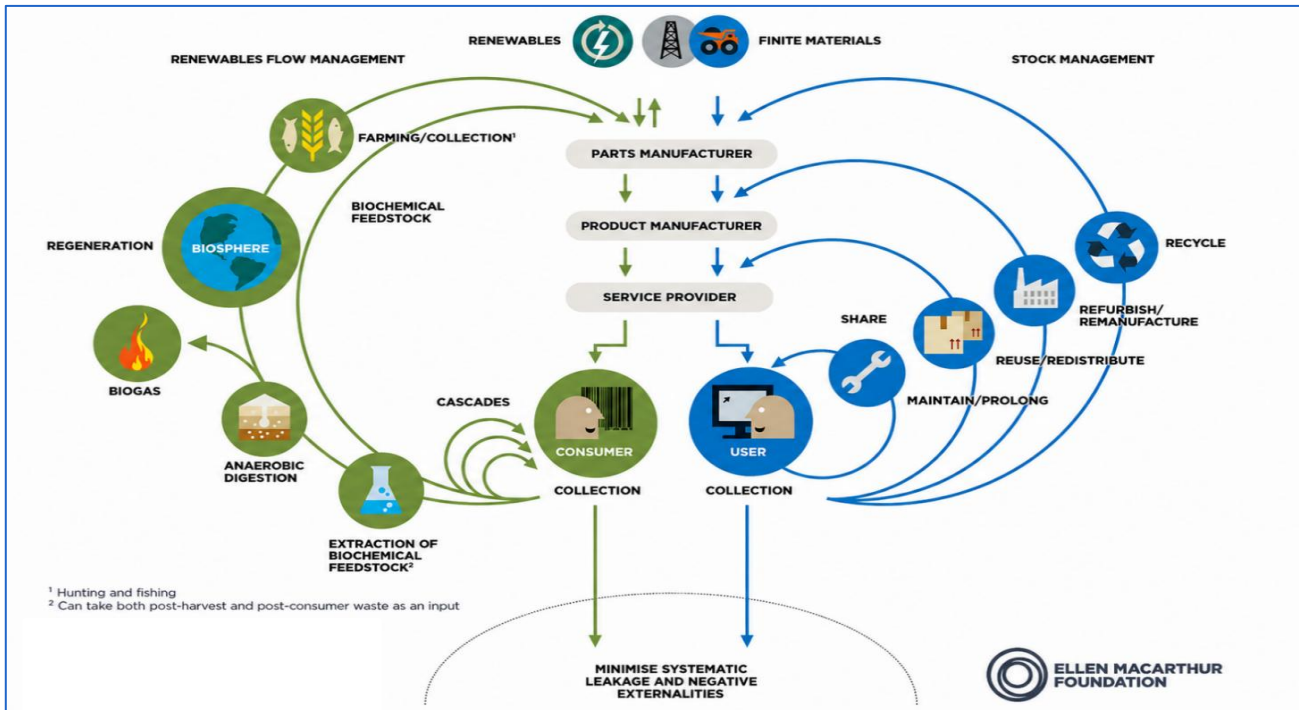 RENEWABLES
FINITE MATERIALS
RENEWABLES FLOW MANAGEMENT
STOCK MANAGEMENT
FARMING/COLLECTION¹
PARTS MANUFACTURER
BIOCHEMICAL
FEEDSTOCK
PRODUCT MANUFACTURER
REGENERATION
BIOSPHERE
RECYCLE
SERVICE PROVIDER
SHARE
REFURBISH/
REMANUFACTURE
REUSE/REDISTRIBUTE
BIOGAS
CASCADES
MAINTAIN/PROLONG
CONSUMER
USER
ANAEROBIC
DIGESTION
COLLECTION
COLLECTION
EXTRACTION OF
BIOCHEMICAL
FEEDSTOCK²
¹ Hunting and fishing
² Can take both post-harvest and post-consumer waste as an input
MINIMISE SYSTEMATIC
LEAKAGE AND NEGATIVE
EXTERNALITIES
ELLEN MACARTHUR
FOUNDATION